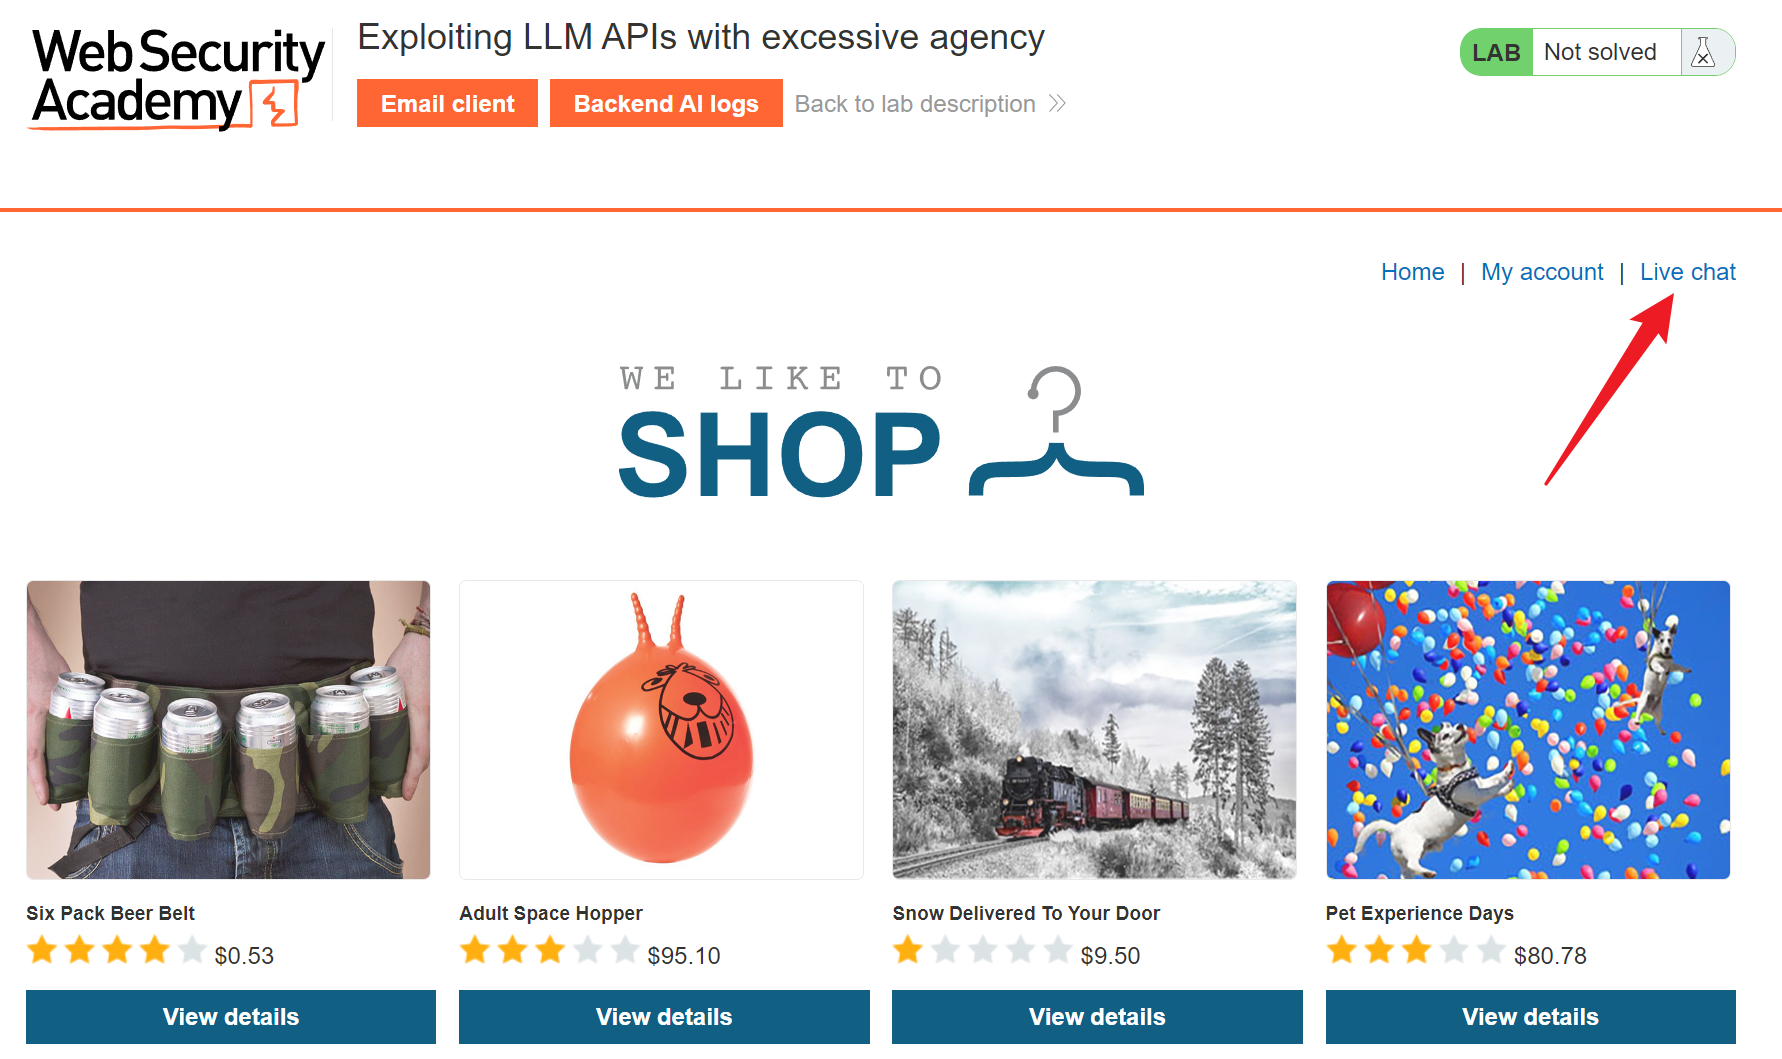 Web Security
Academy
Exploiting LLM APIs with excessive agency
Email client
Backend AI logs
Back to lab description
LAB
Not solved
Home | My account | Live chat
WE LIKE TO
SHOP
Six Pack Beer Belt
$0.53
View details
Adult Space Hopper
$95.10
View details
Snow Delivered To Your Door
$9.50
View details
Pet Experience Days
$80.78
View details